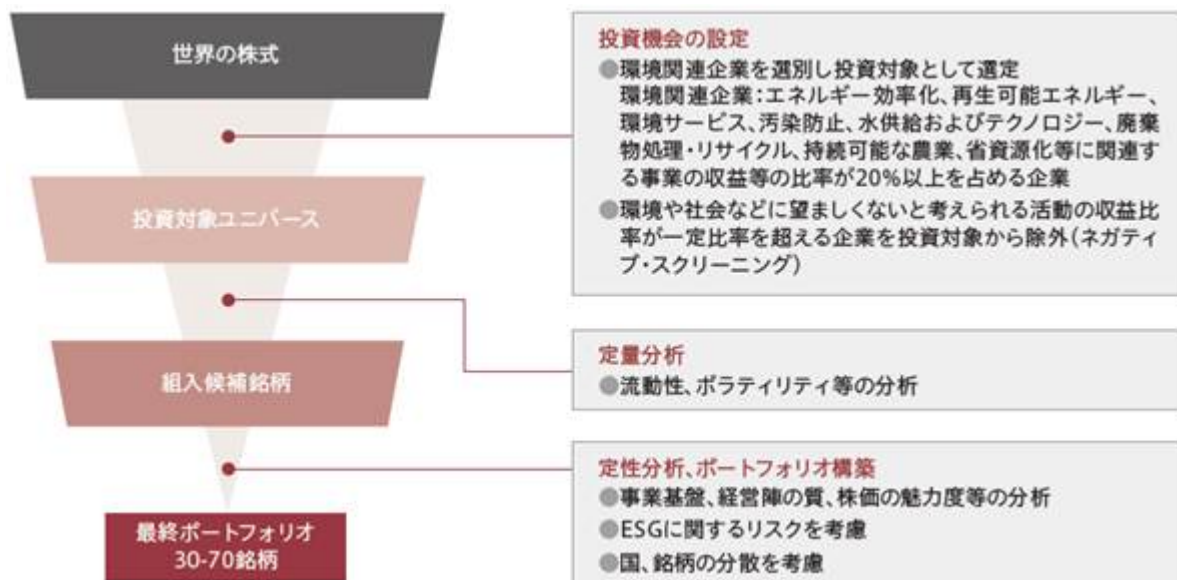 世界の株式
投資対象ユニバース
組入候補銘柄
最終ポートフォリオ
30-70銘柄
投資機会の設定
●環境関連企業を選別し投資対象として選定
環境関連企業:エネルギー効率化、再生可能エネルギー、
環境サービス、汚染防止、水供給およびテクノロジー、廃棄
物処理・リサイクル、持続可能な農業、省資源化等に関連す
る事業の収益等の比率が20%以上を占める企業
●環境や社会などに望ましくないと考えられる活動の収益比
率が一定比率を超える企業を投資対象から除外(ネガティ
ブ・スクリーニング)
定量分析
●流動性、ボラティリティ等の分析
定性分析、ポートフォリオ構築
●事業基盤、経営陣の質、株価の魅力度等の分析
●ESGに関するリスクを考慮
●国、銘柄の分散を考慮